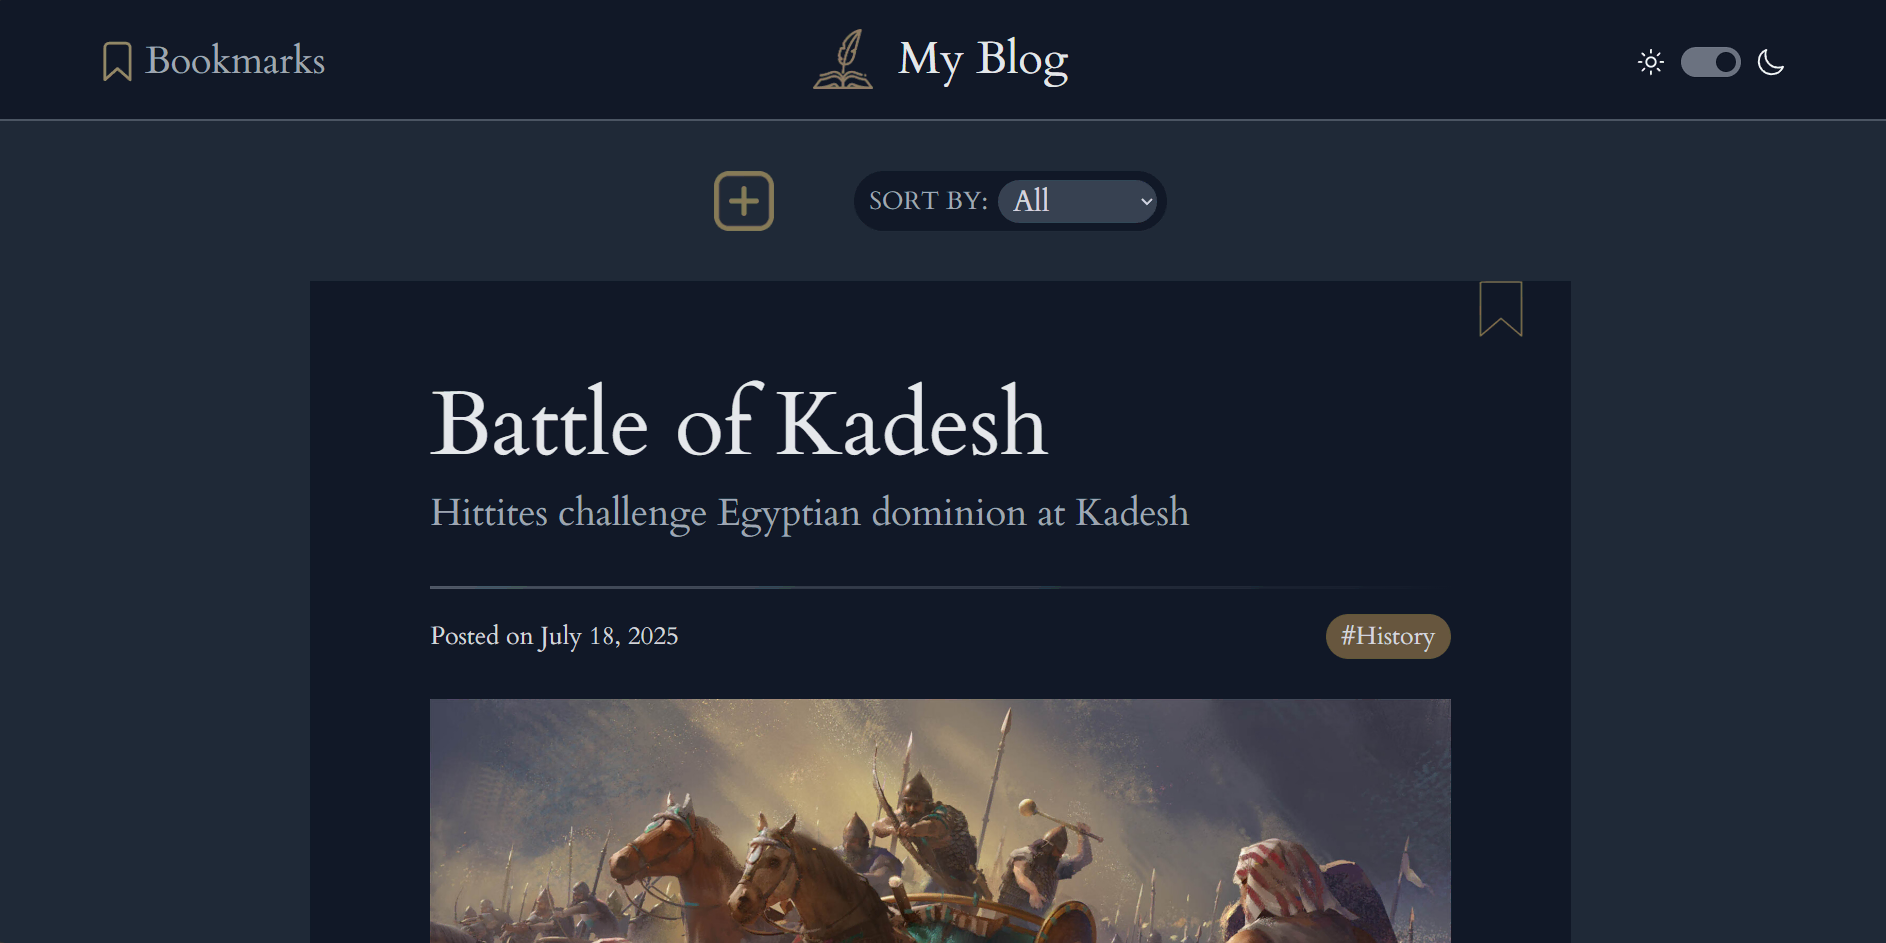 Bookmarks
My Blog
SORT BY: All
Battle of Kadesh
Hittites challenge Egyptian dominion at Kadesh
Posted on July 18, 2025
#History